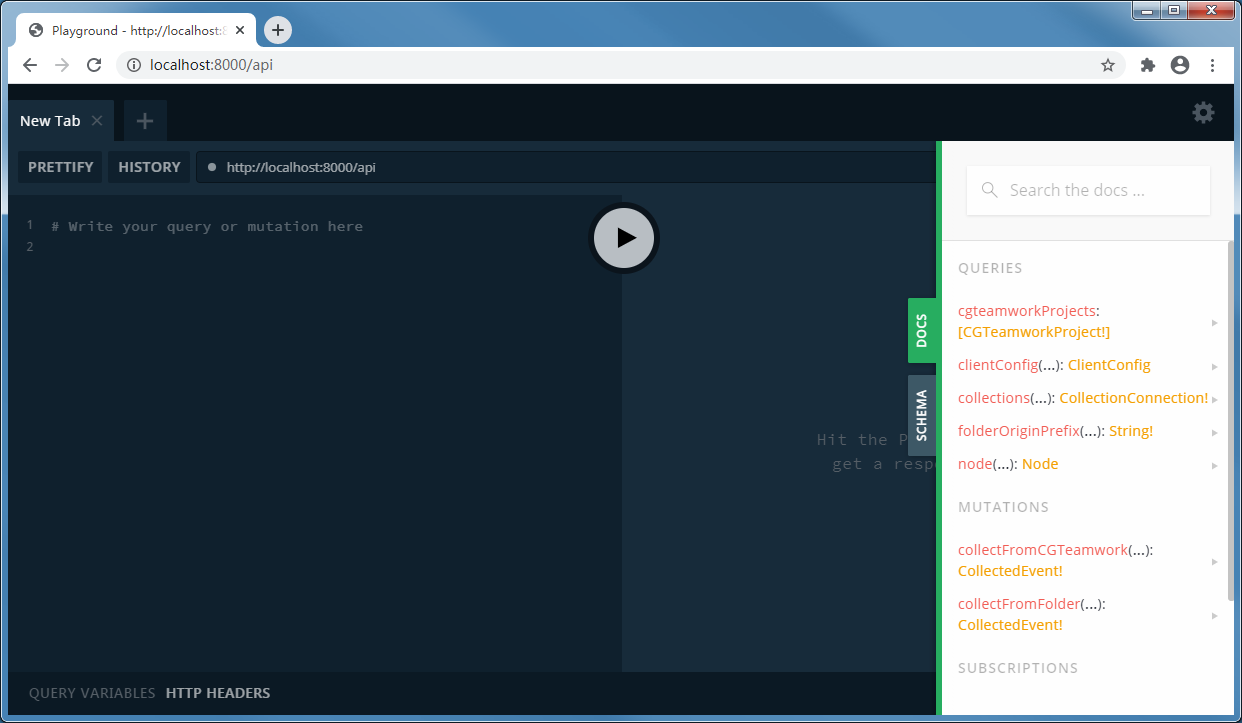 Playground - http://localhost:8
localhost:8000/api
New Tab
PRETTIFY HISTORY http://localhost:8000/api
1 # Write your query or mutation here
2
Hit the P
get a resp
DOCS
SCHEMA
Search the docs ...
QUERIES
cgteamworkProjects:
[CGTeamworkProject!]
clientConfig(...): ClientConfig
collections(...): CollectionConnection!
folderOriginPrefix(...): String!
node(...): Node
MUTATIONS
collectFromCGTeamwork(...):
CollectedEvent!
collectFromFolder(...):
CollectedEvent!
SUBSCRIPTIONS
QUERY VARIABLES HTTP HEADERS